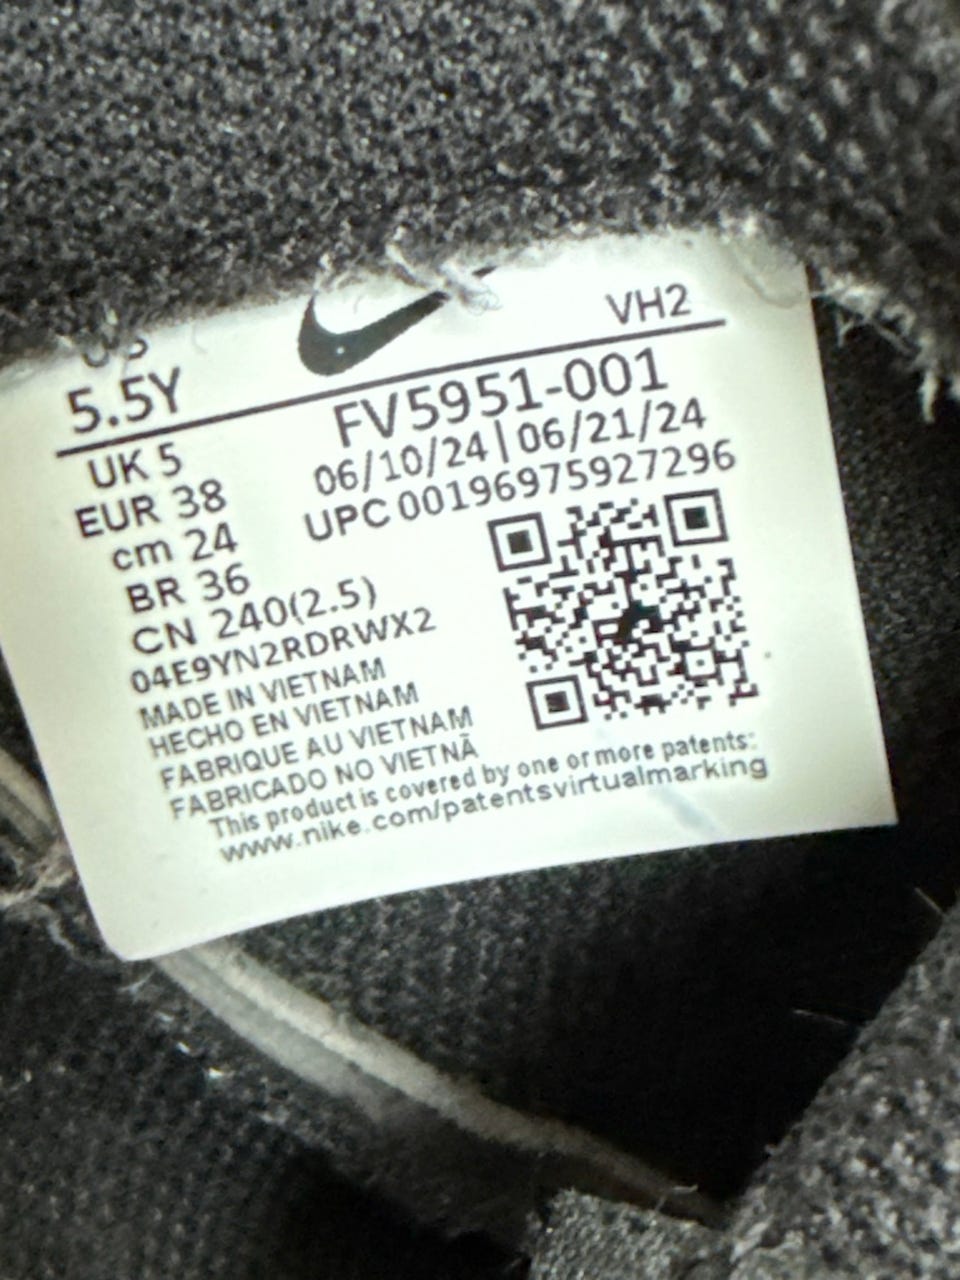 US
5.5Y
VH2
UK 5
EUR 38
cm 24
BR 36
CN 240(2.5)
04E9YN2RDRWX2
FV5951-001
06/10/24 | 06/21/24
UPC 00196975927296
MADE IN VIETNAM
HECHO EN VIETNAM
FABRIQUE AU VIETNAM
FABRICADO NO VIETNÃ
This product is covered by one or more patents:
www.nike.com/patentsvirtualmarking